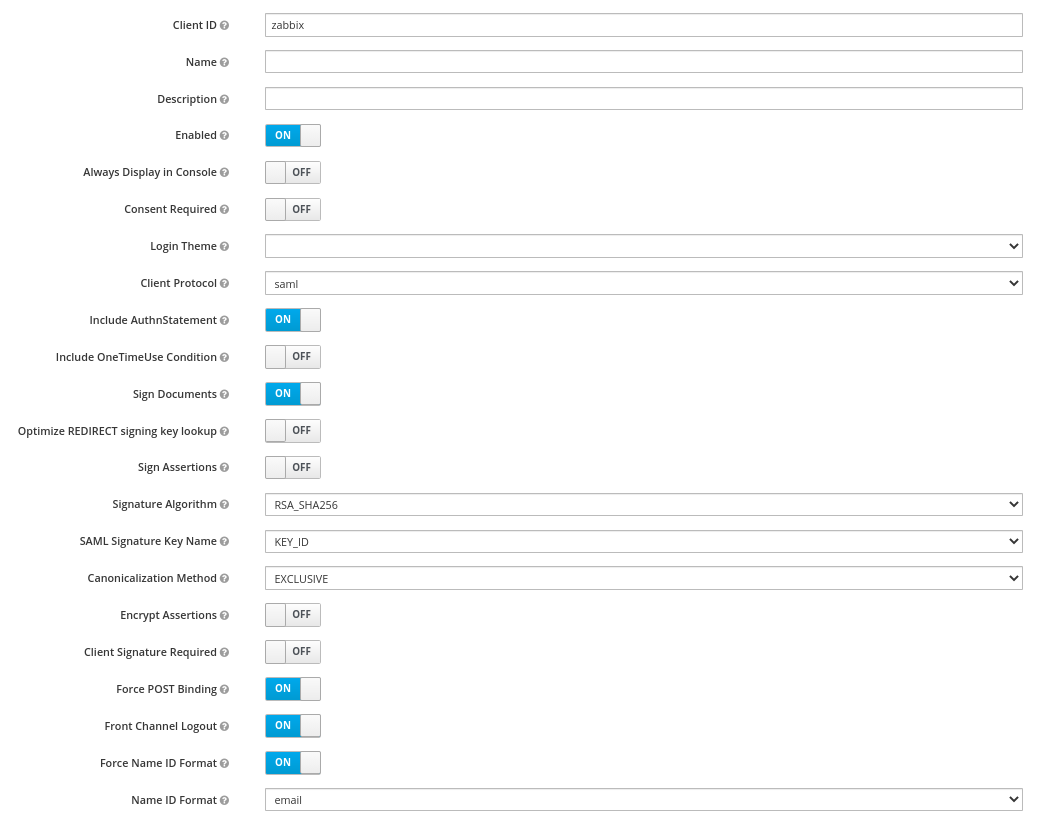 Client ID zabbix
Name
Description
Enabled ON
Always Display in Console OFF
Consent Required OFF
Login Theme
Client Protocol saml
Include AuthnStatement ON
Include OneTimeUse Condition OFF
Sign Documents ON
Optimize REDIRECT signing key lookup OFF
Sign Assertions OFF
Signature Algorithm RSA_SHA256
SAML Signature Key Name KEY_ID
Canonicalization Method EXCLUSIVE
Encrypt Assertions OFF
Client Signature Required OFF
Force POST Binding ON
Front Channel Logout ON
Force Name ID Format ON
Name ID Format email